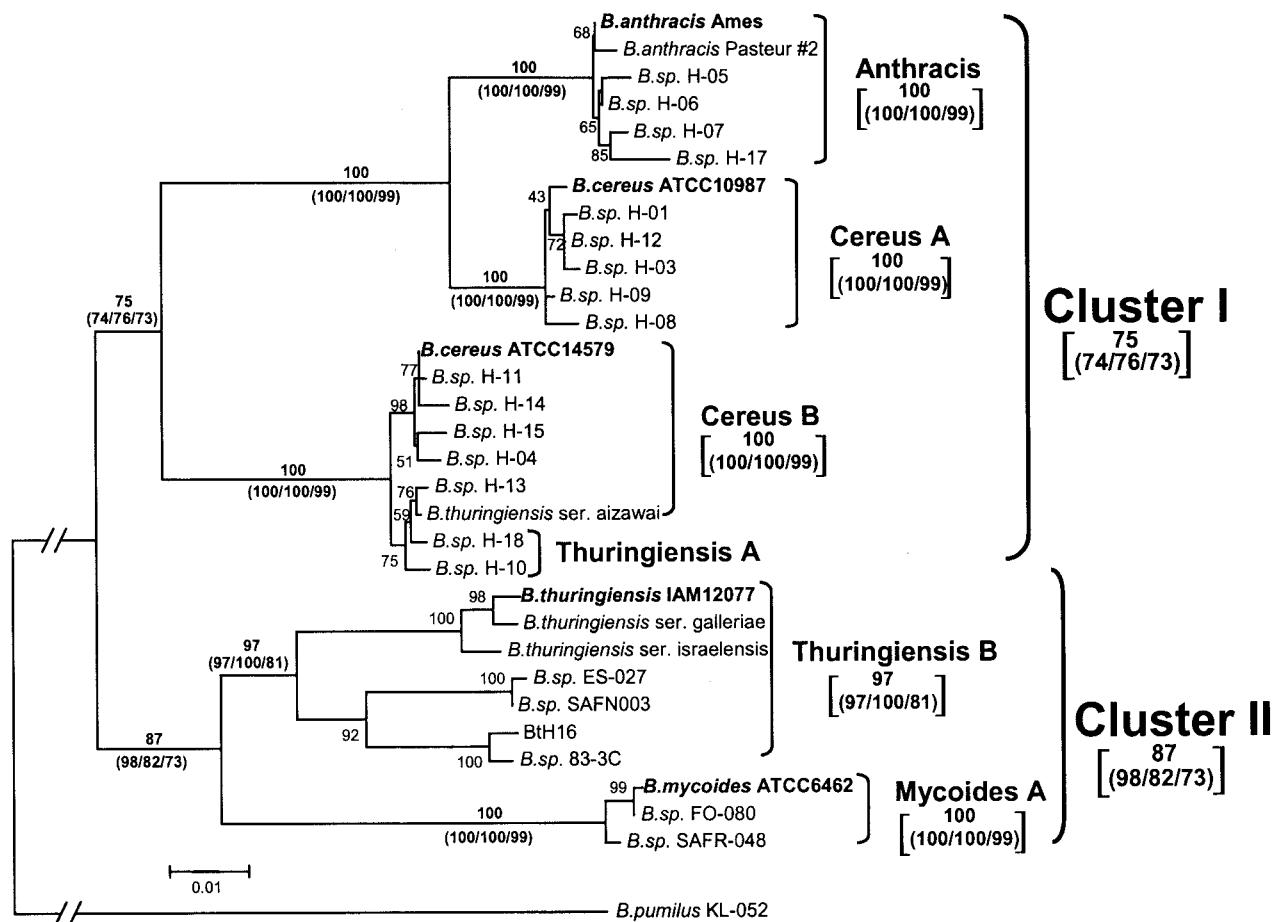 B.anthracis Ames
68
B.anthracis Pasteur #2
100
(100/100/99)
B.sp. H-05
B.sp. H-06
65
B.sp. H-07
85
B.sp. H-17
Anthracis
100
(100/100/99)
100
(100/100/99)
B.cereus ATCC10987
43
B.sp. H-01
72
B.sp. H-12
B.sp. H-03
100
(100/100/99)
B.sp. H-09
B.sp. H-08
Cereus A
100
(100/100/99)
75
(74/76/73)
Cluster I
75
(74/76/73)
B.cereus ATCC14579
77
B.sp. H-11
B.sp. H-14
98
B.sp. H-15
51
B.sp. H-04
100
(100/100/99)
76
B.sp. H-13
59
B.thuringiensis ser. aizawai
Cereus B
100
(100/100/99)
B.sp. H-18
75
B.sp. H-10
Thuringiensis A
98
B.thuringiensis IAM12077
100
B.thuringiensis ser. galleriae
B.thuringiensis ser. israelensis
97
(97/100/81)
100
B.sp. ES-027
B.sp. SAFN003
92
BtH16
100
B.sp. 83-3C
Thuringiensis B
97
(97/100/81)
87
(98/82/73)
Cluster II
87
(98/82/73)
99
B.mycoides ATCC6462
B.sp. FO-080
100
(100/100/99)
B.sp. SAFR-048
Mycoides A
100
(100/100/99)
0.01
B.pumilus KL-052